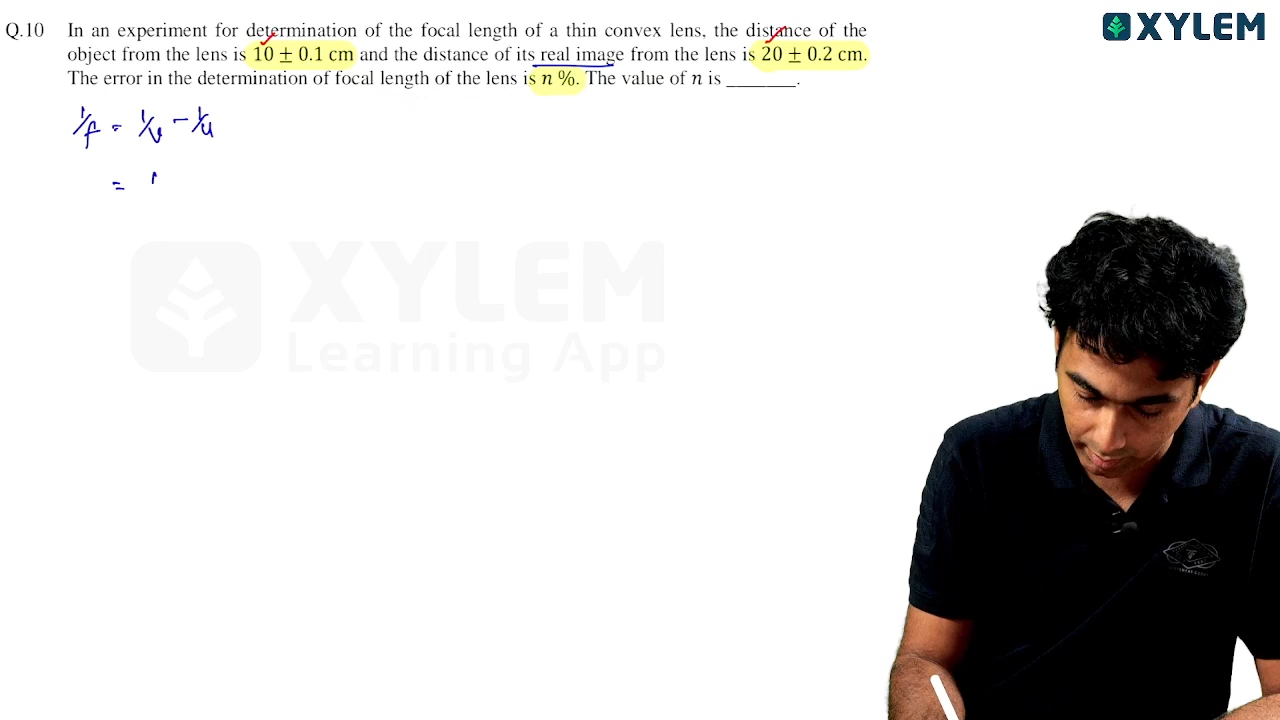 XYLEM
Q.10 In an experiment for determination of the focal length of a thin convex lens, the distance of the
object from the lens is 10 ± 0.1 cm and the distance of its real image from the lens is 20 ± 0.2 cm.
The error in the determination of focal length of the lens is n %. The value of n is _______.
1/f = 1/v - 1/u
=
XYLEM
Learning App